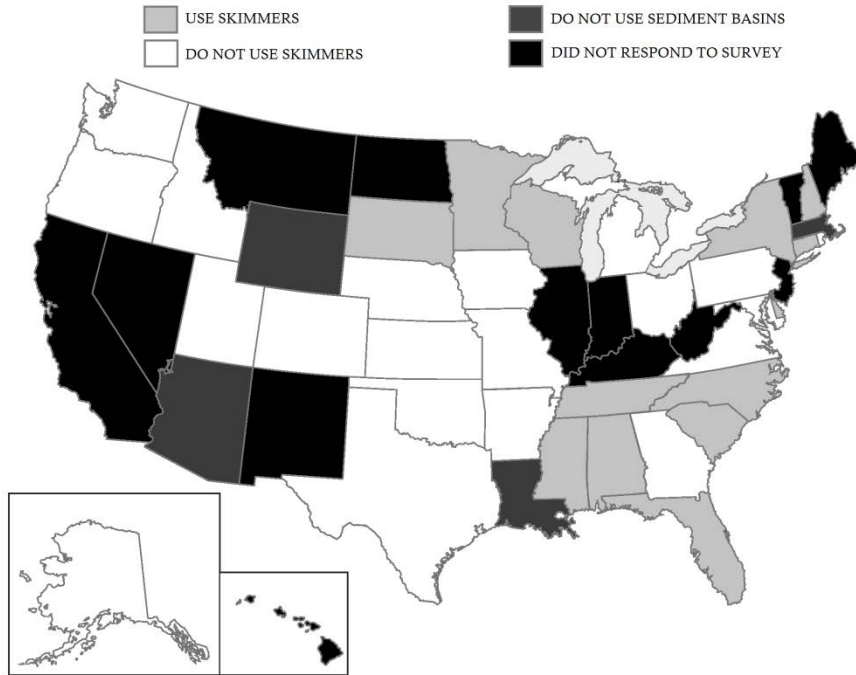 USE SKIMMERS
DO NOT USE SKIMMERS
DO NOT USE SEDIMENT BASINS
DID NOT RESPOND TO SURVEY